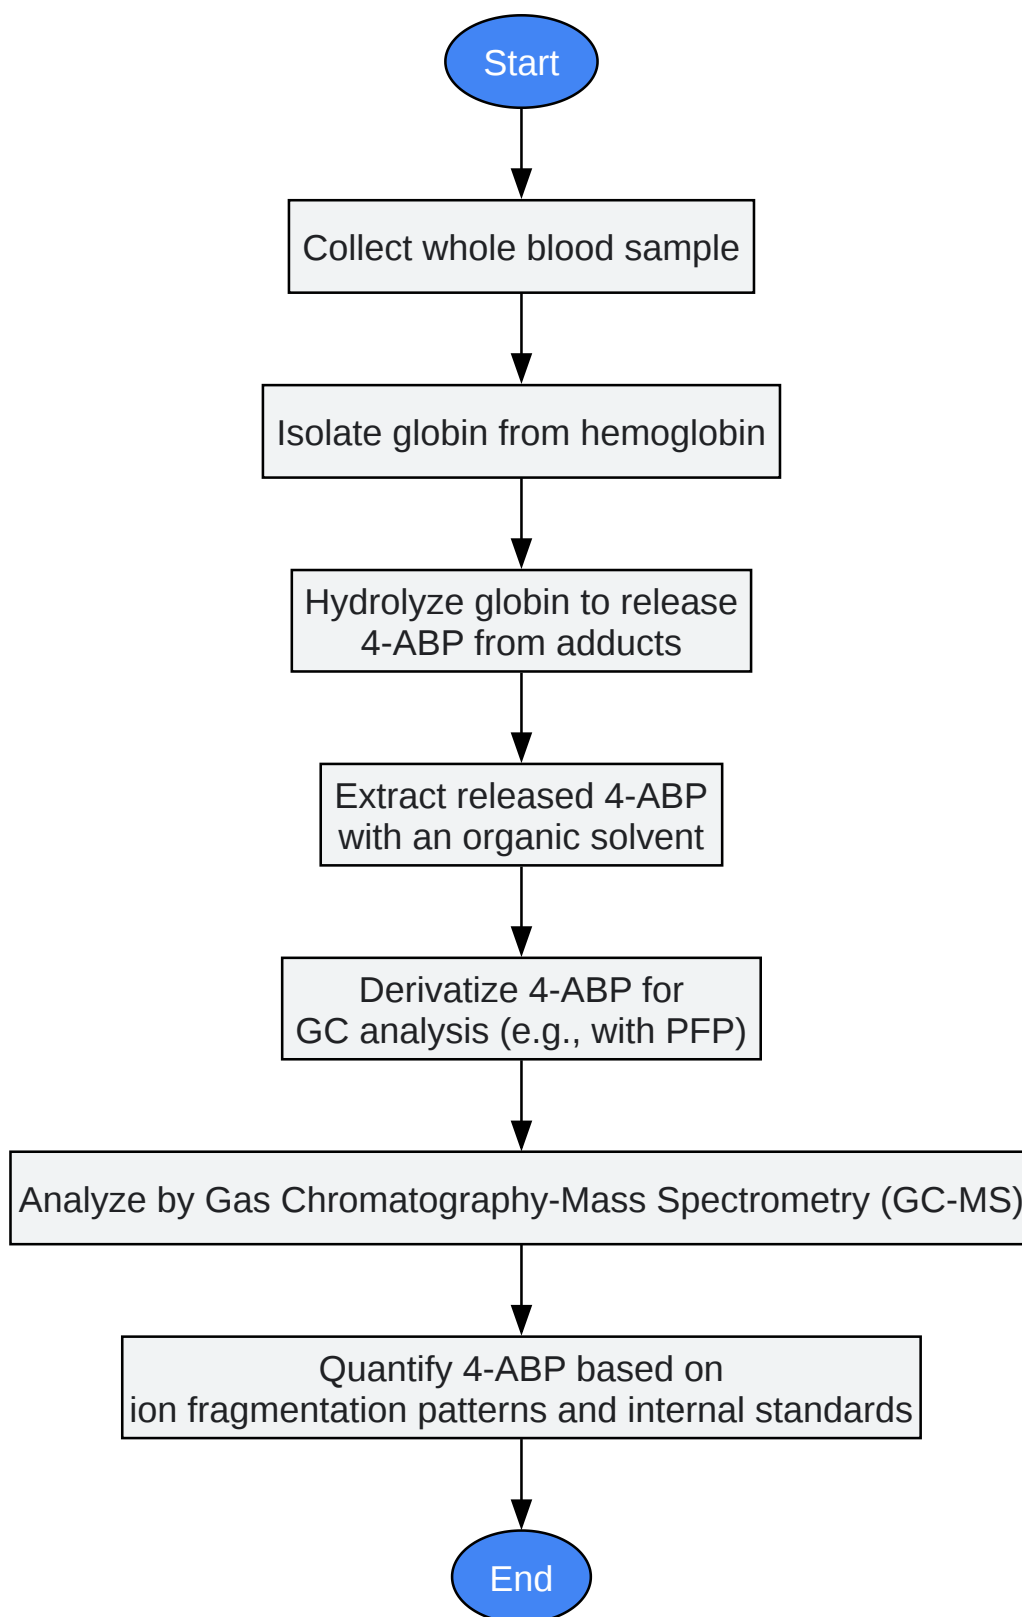 Start
Collect whole blood sample
Isolate globin from hemoglobin
Hydrolyze globin to release
4-ABP from adducts
Extract released 4-ABP
with an organic solvent
Derivatize 4-ABP for
GC analysis (e.g., with PFP)
Analyze by Gas Chromatography-Mass Spectrometry (GC-MS)
Quantify 4-ABP based on
ion fragmentation patterns and internal standards
End